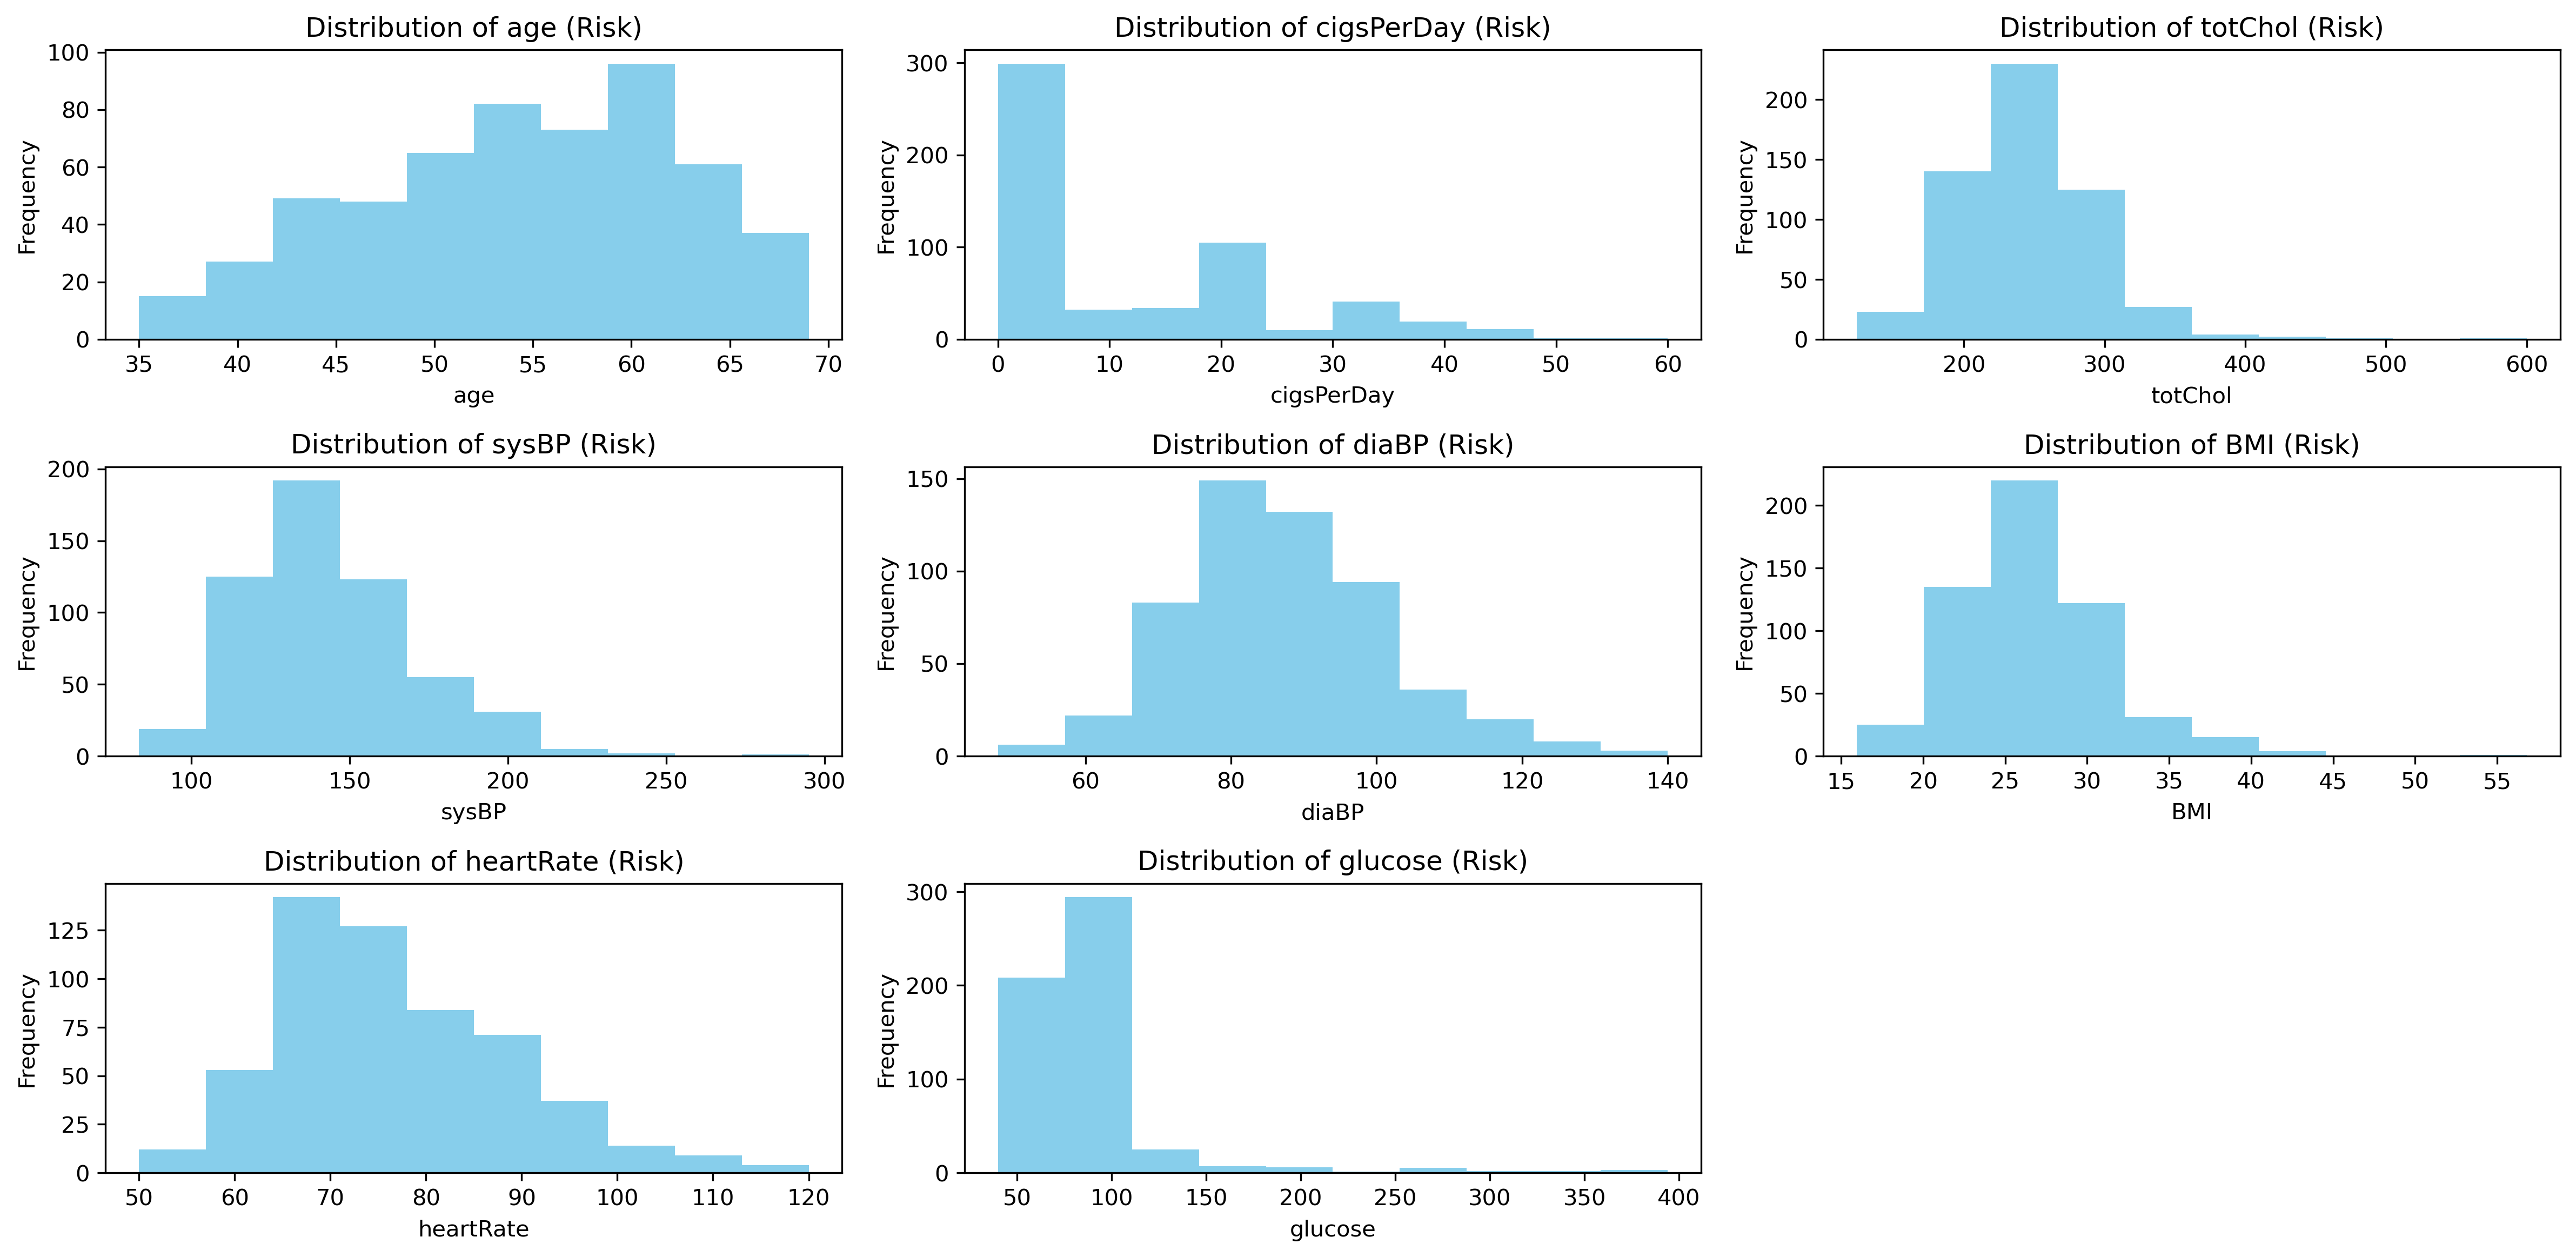 Distribution of age (Risk)
Frequency
100
80
60
40
20
0
35 40 45 50 55 60 65 70
age
Distribution of cigsPerDay (Risk)
Frequency
300
200
100
0
0 10 20 30 40 50 60
cigsPerDay
Distribution of totChol (Risk)
Frequency
200
150
100
50
0
200 300 400 500 600
totChol
Distribution of sysBP (Risk)
Frequency
200
150
100
50
0
100 150 200 250 300
sysBP
Distribution of diaBP (Risk)
Frequency
150
100
50
0
60 80 100 120 140
diaBP
Distribution of BMI (Risk)
Frequency
200
150
100
50
0
15 20 25 30 35 40 45 50 55
BMI
Distribution of heartRate (Risk)
Frequency
125
100
75
50
25
0
50 60 70 80 90 100 110 120
heartRate
Distribution of glucose (Risk)
Frequency
300
200
100
0
50 100 150 200 250 300 350 400
glucose